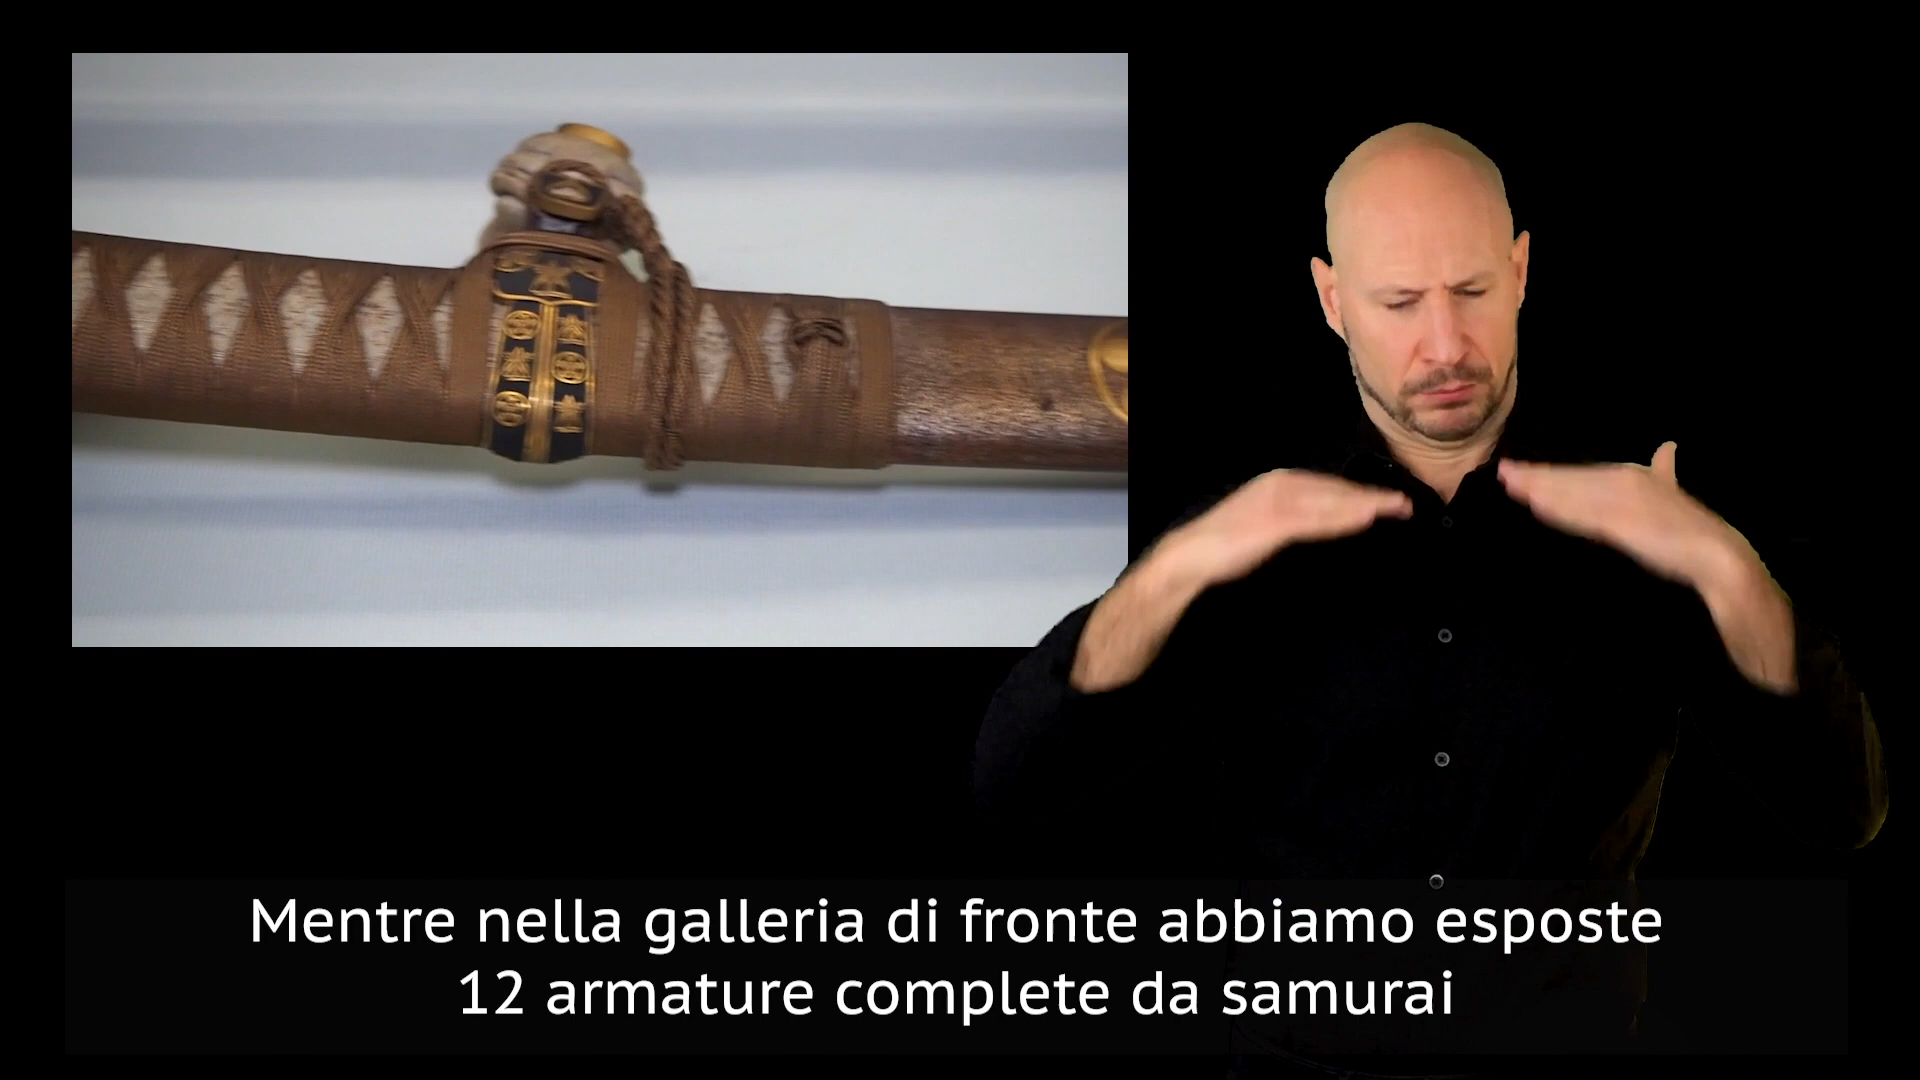 Mentre nella galleria di fronte abbiamo esposte
12 armature complete da samurai